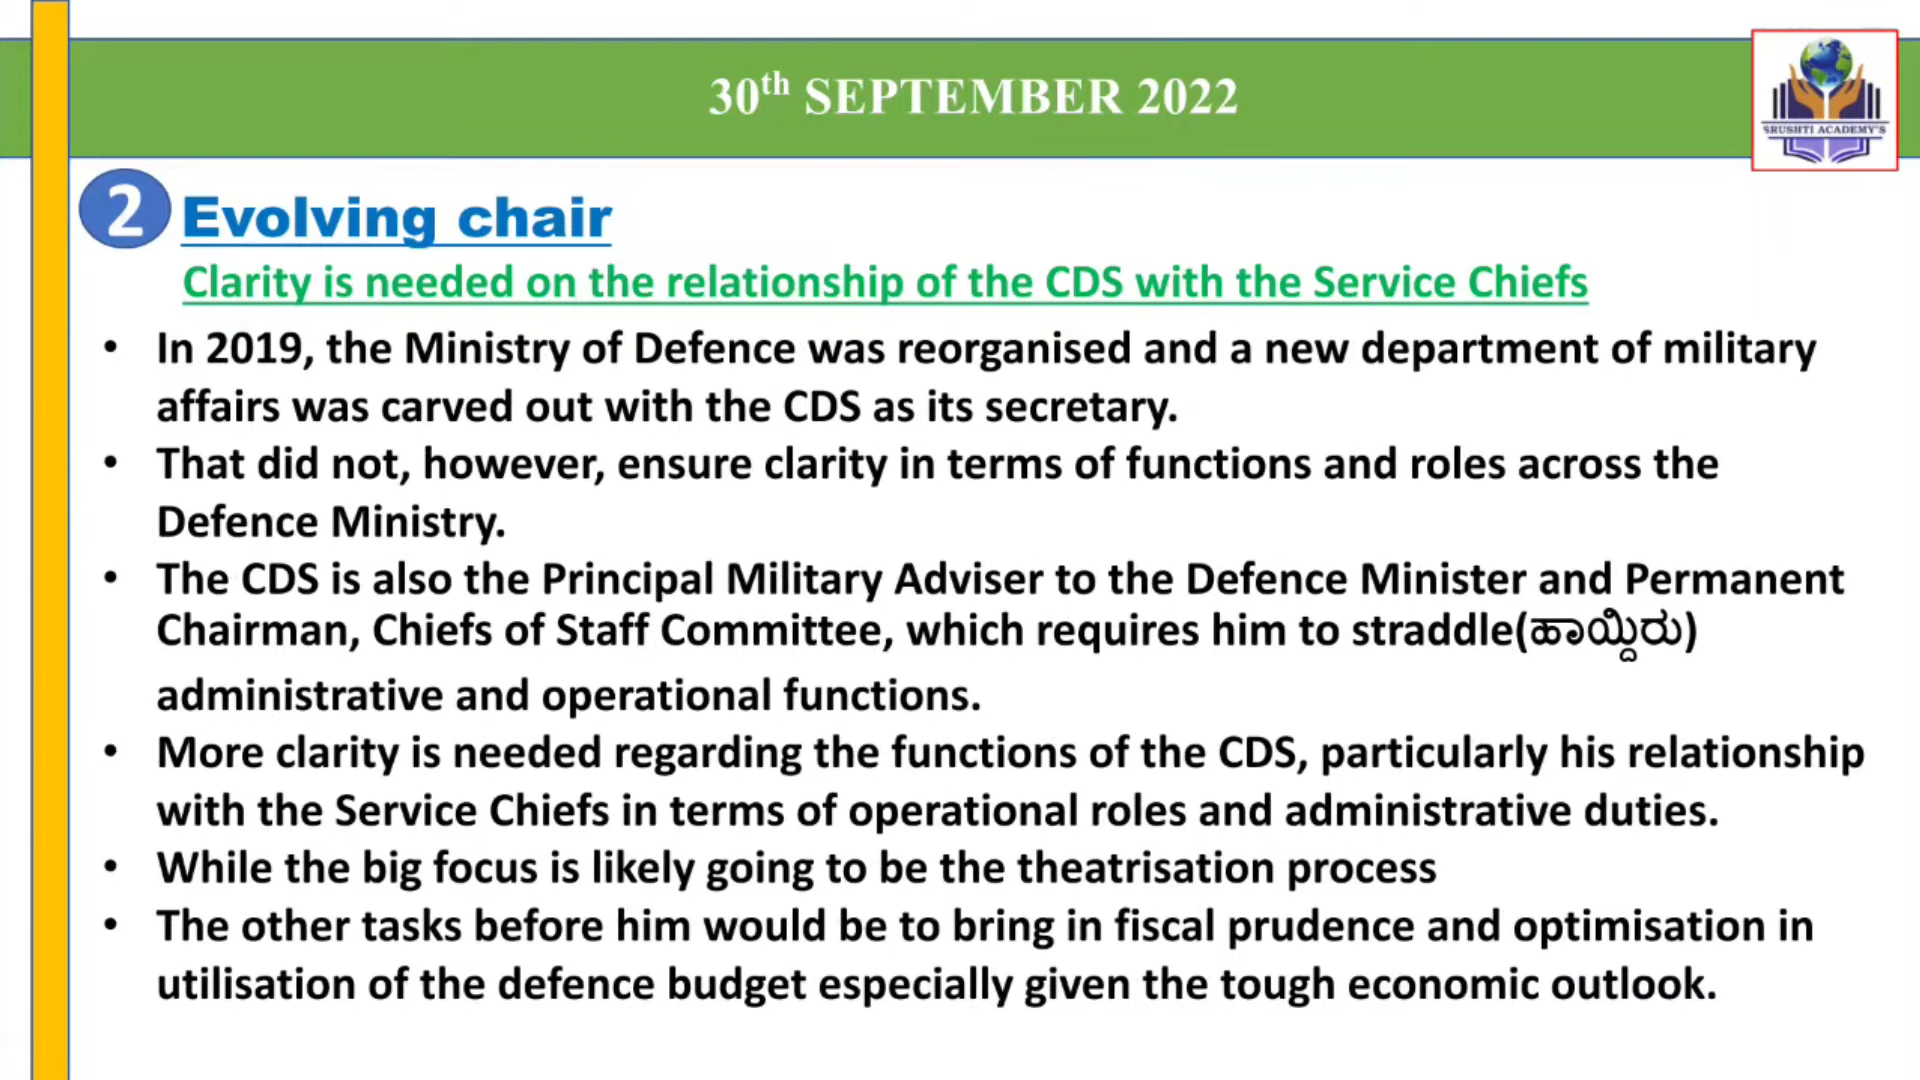 30th SEPTEMBER 2022
SRUSHTI ACADEMY'S
2 Evolving chair
Clarity is needed on the relationship of the CDS with the Service Chiefs
• In 2019, the Ministry of Defence was reorganised and a new department of military
affairs was carved out with the CDS as its secretary.
• That did not, however, ensure clarity in terms of functions and roles across the
Defence Ministry.
• The CDS is also the Principal Military Adviser to the Defence Minister and Permanent
Chairman, Chiefs of Staff Committee, which requires him to straddle(ಹಾಯ್ದಿರು)
administrative and operational functions.
• More clarity is needed regarding the functions of the CDS, particularly his relationship
with the Service Chiefs in terms of operational roles and administrative duties.
• While the big focus is likely going to be the theatrisation process
• The other tasks before him would be to bring in fiscal prudence and optimisation in
utilisation of the defence budget especially given the tough economic outlook.